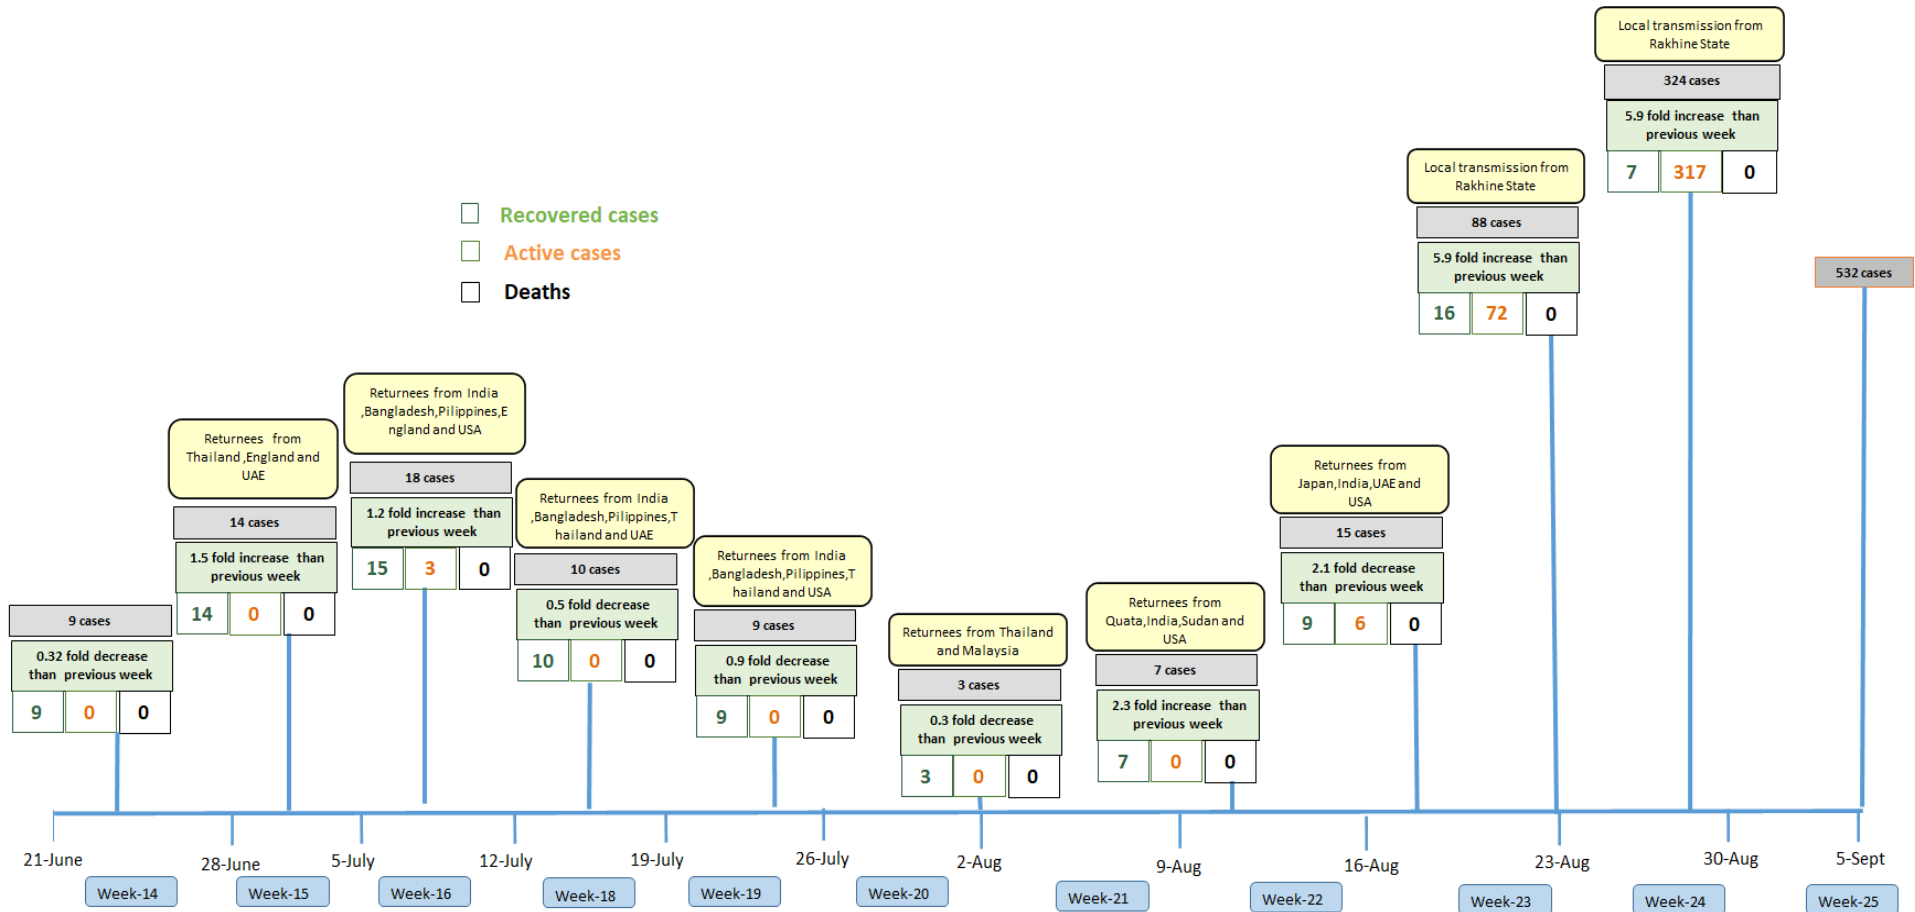 Recovered cases
Active cases
Deaths
9 cases
0.32 fold decrease
than previous week
9 0 0
Returnees from
Thailand ,England and
UAE
14 cases
1.5 fold increase than
previous week
14 0 0
Returnees from India
,Bangladesh,Pilippines,E
ngland and USA
18 cases
1.2 fold increase than
previous week
15 3 0
Returnees from India
,Bangladesh,Pilippines,T
hailand and UAE
10 cases
0.5 fold decrease
than previous week
10 0 0
Returnees from India
,Bangladesh,Pilippines,T
hailand and USA
9 cases
0.9 fold decrease
than previous week
9 0 0
Returnees from Thailand
and Malaysia
3 cases
0.3 fold decrease
than previous week
3 0 0
Returnees from
Quata,India,Sudan and
USA
7 cases
2.3 fold increase than
previous week
7 0 0
Returnees from
Japan,India,UAE and
USA
15 cases
2.1 fold decrease
than previous week
9 6 0
Local transmission from
Rakhine State
88 cases
5.9 fold increase than
previous week
16 72 0
Local transmission from
Rakhine State
324 cases
5.9 fold increase than
previous week
7 317 0
532 cases
21-June 28-June 5-July 12-July 19-July 26-July 2-Aug 9-Aug 16-Aug 23-Aug 30-Aug 5-Sept
Week-14 Week-15 Week-16 Week-18 Week-19 Week-20 Week-21 Week-22 Week-23 Week-24 Week-25